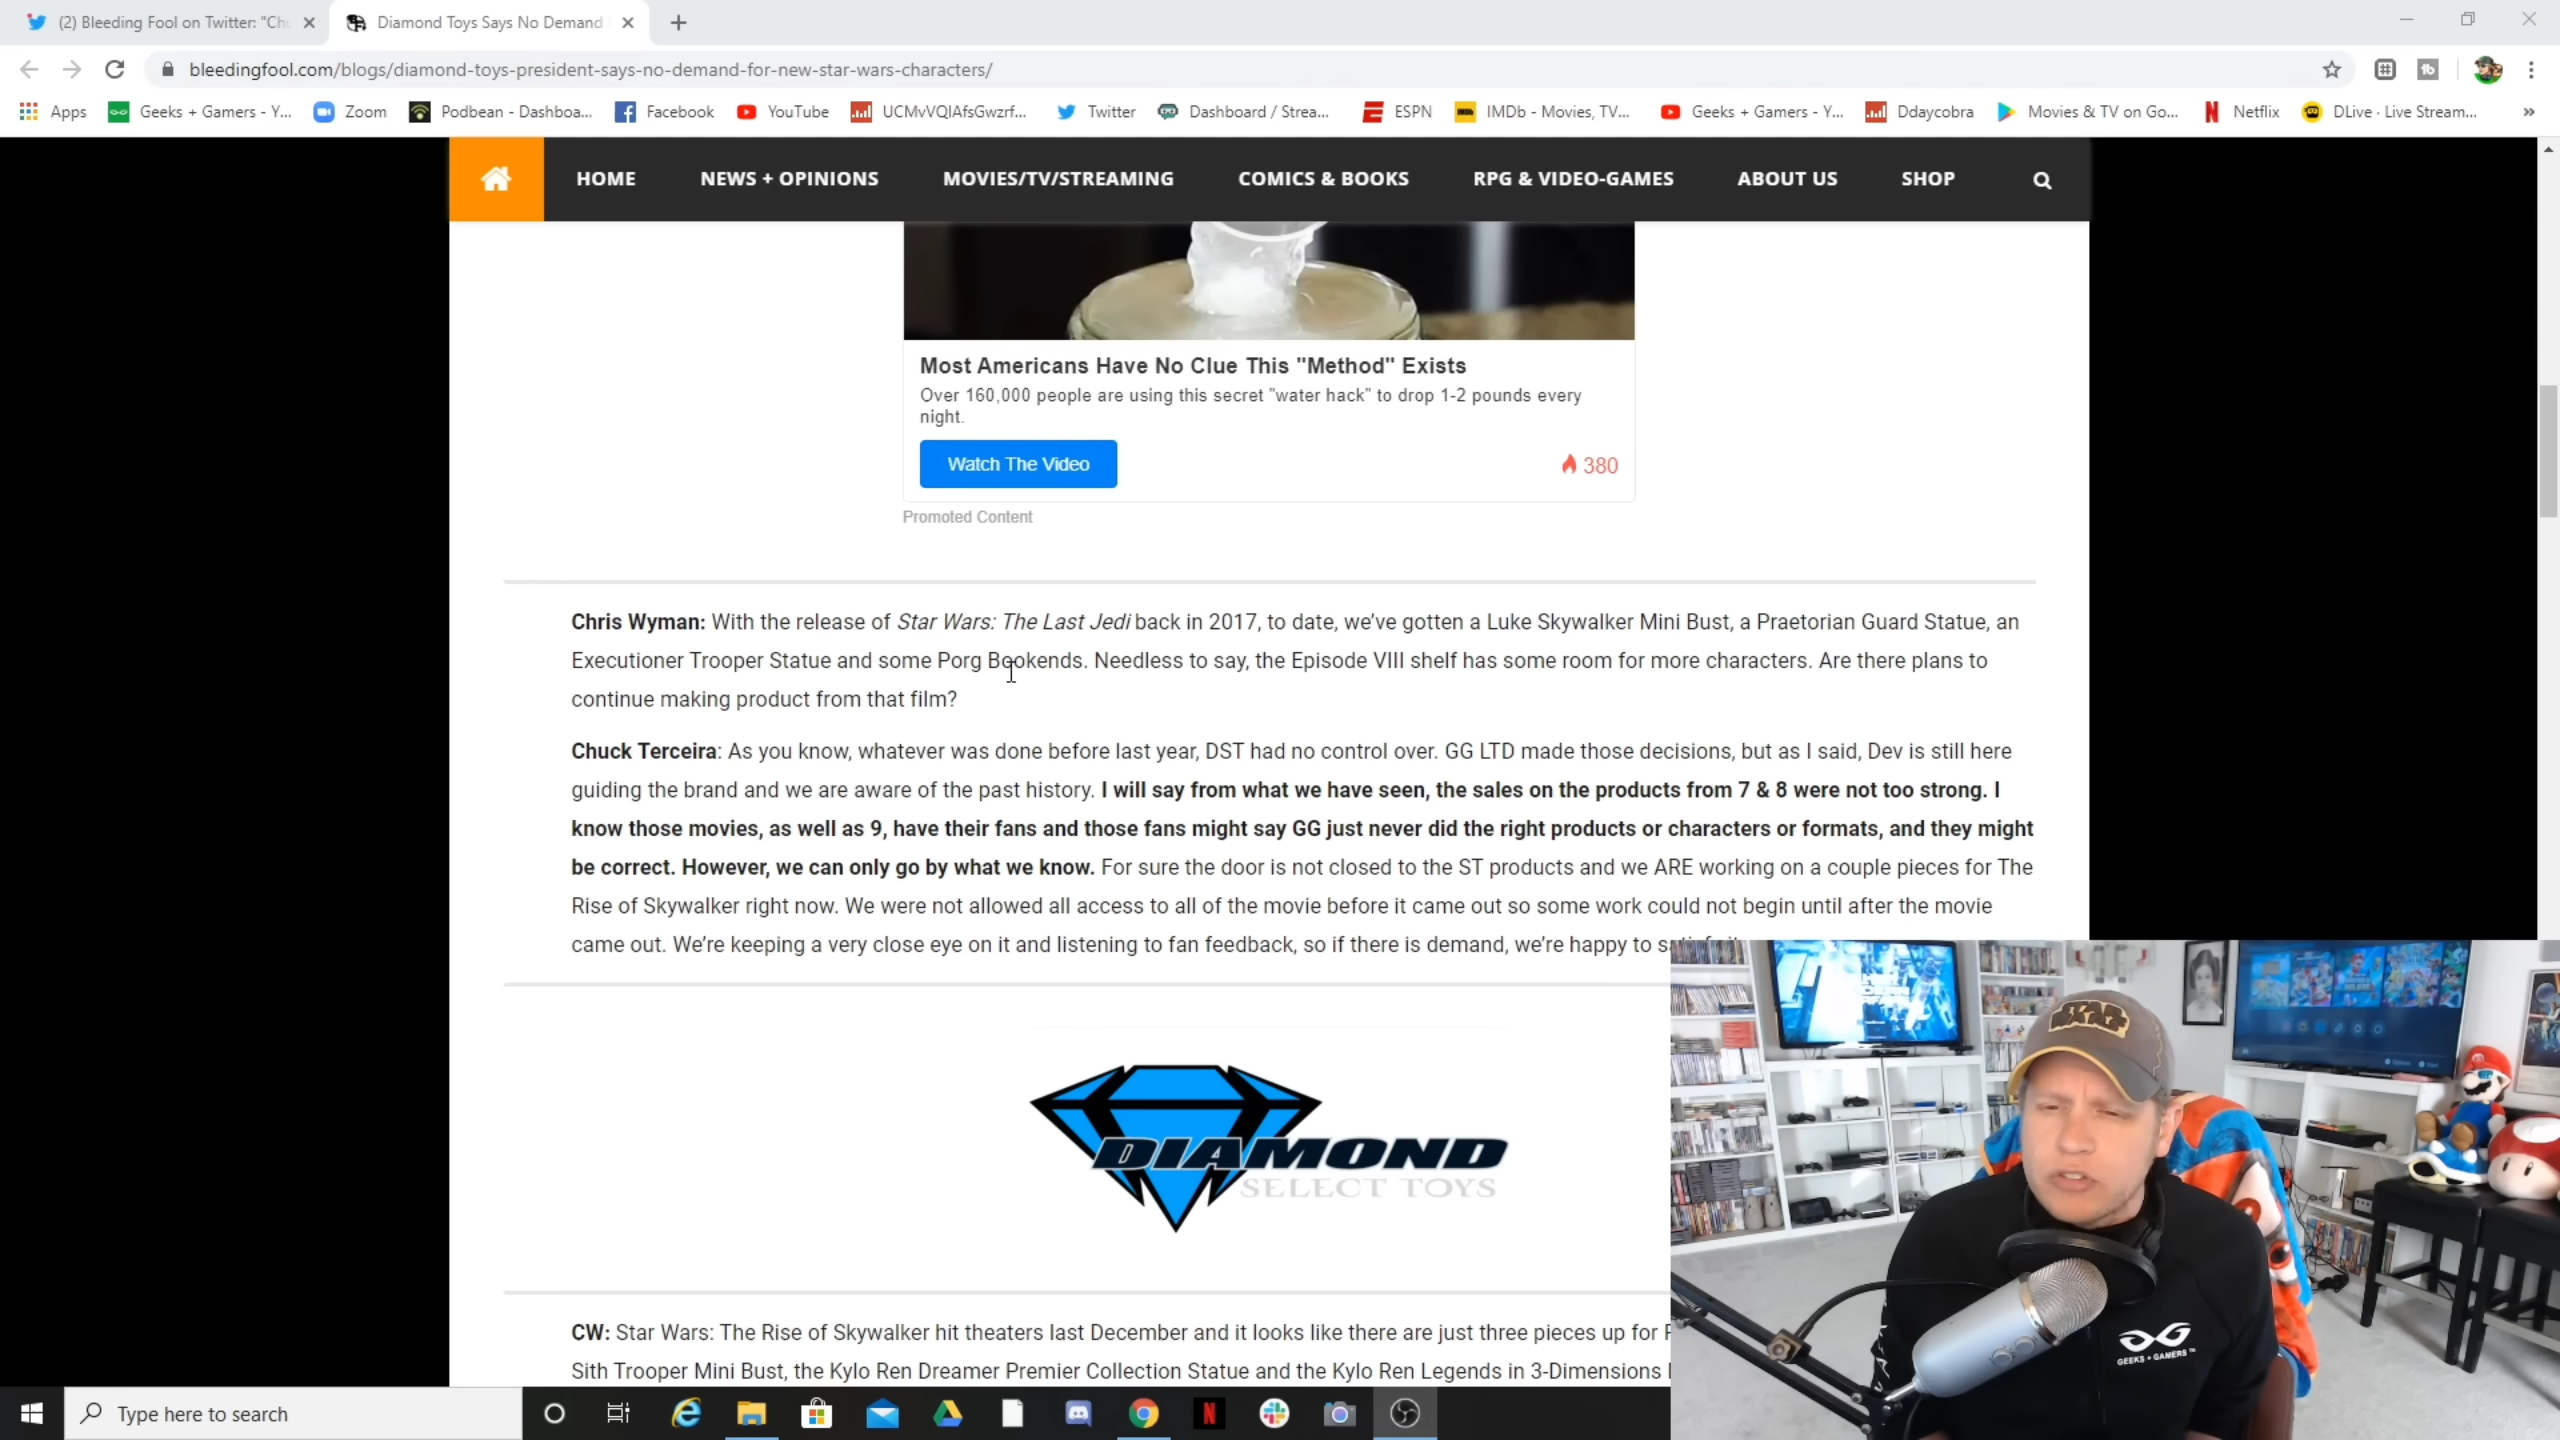 (2) Bleeding Fool on Twitter: "Chu
Diamond Toys Says No Demand
bleedingfool.com/blogs/diamond-toys-president-says-no-demand-for-new-star-wars-characters/
Apps
Geeks + Gamers - Y...
Zoom
Podbean - Dashboa...
Facebook
YouTube
UCMvVQIAfsGwzrf...
Twitter
Dashboard / Strea...
ESPN
IMDb - Movies, TV...
Geeks + Gamers - Y...
Ddaycobra
Movies & TV on Go...
Netflix
DLive · Live Stream...
HOME
NEWS + OPINIONS
MOVIES/TV/STREAMING
COMICS & BOOKS
RPG & VIDEO-GAMES
ABOUT US
SHOP
Most Americans Have No Clue This "Method" Exists
Over 160,000 people are using this secret "water hack" to drop 1-2 pounds every
night.
Watch The Video
380
Promoted Content
Chris Wyman: With the release of Star Wars: The Last Jedi back in 2017, to date, we've gotten a Luke Skywalker Mini Bust, a Praetorian Guard Statue, an
Executioner Trooper Statue and some Porg Bookends. Needless to say, the Episode VIII shelf has some room for more characters. Are there plans to
continue making product from that film?
Chuck Terceira: As you know, whatever was done before last year, DST had no control over. GG LTD made those decisions, but as I said, Dev is still here
guiding the brand and we are aware of the past history. I will say from what we have seen, the sales on the products from 7 & 8 were not too strong. I
know those movies, as well as 9, have their fans and those fans might say GG just never did the right products or characters or formats, and they might
be correct. However, we can only go by what we know. For sure the door is not closed to the ST products and we ARE working on a couple pieces for The
Rise of Skywalker right now. We were not allowed all access to all of the movie before it came out so some work could not begin until after the movie
came out. We're keeping a very close eye on it and listening to fan feedback, so if there is demand, we're happy to
DIAMOND
SELECT TOYS
CW: Star Wars: The Rise of Skywalker hit theaters last December and it looks like there are just three pieces up for
Sith Trooper Mini Bust, the Kylo Ren Dreamer Premier Collection Statue and the Kylo Ren Legends in 3-Dimensions
STAR WARS
GEEKS + GAMERS
Type here to search